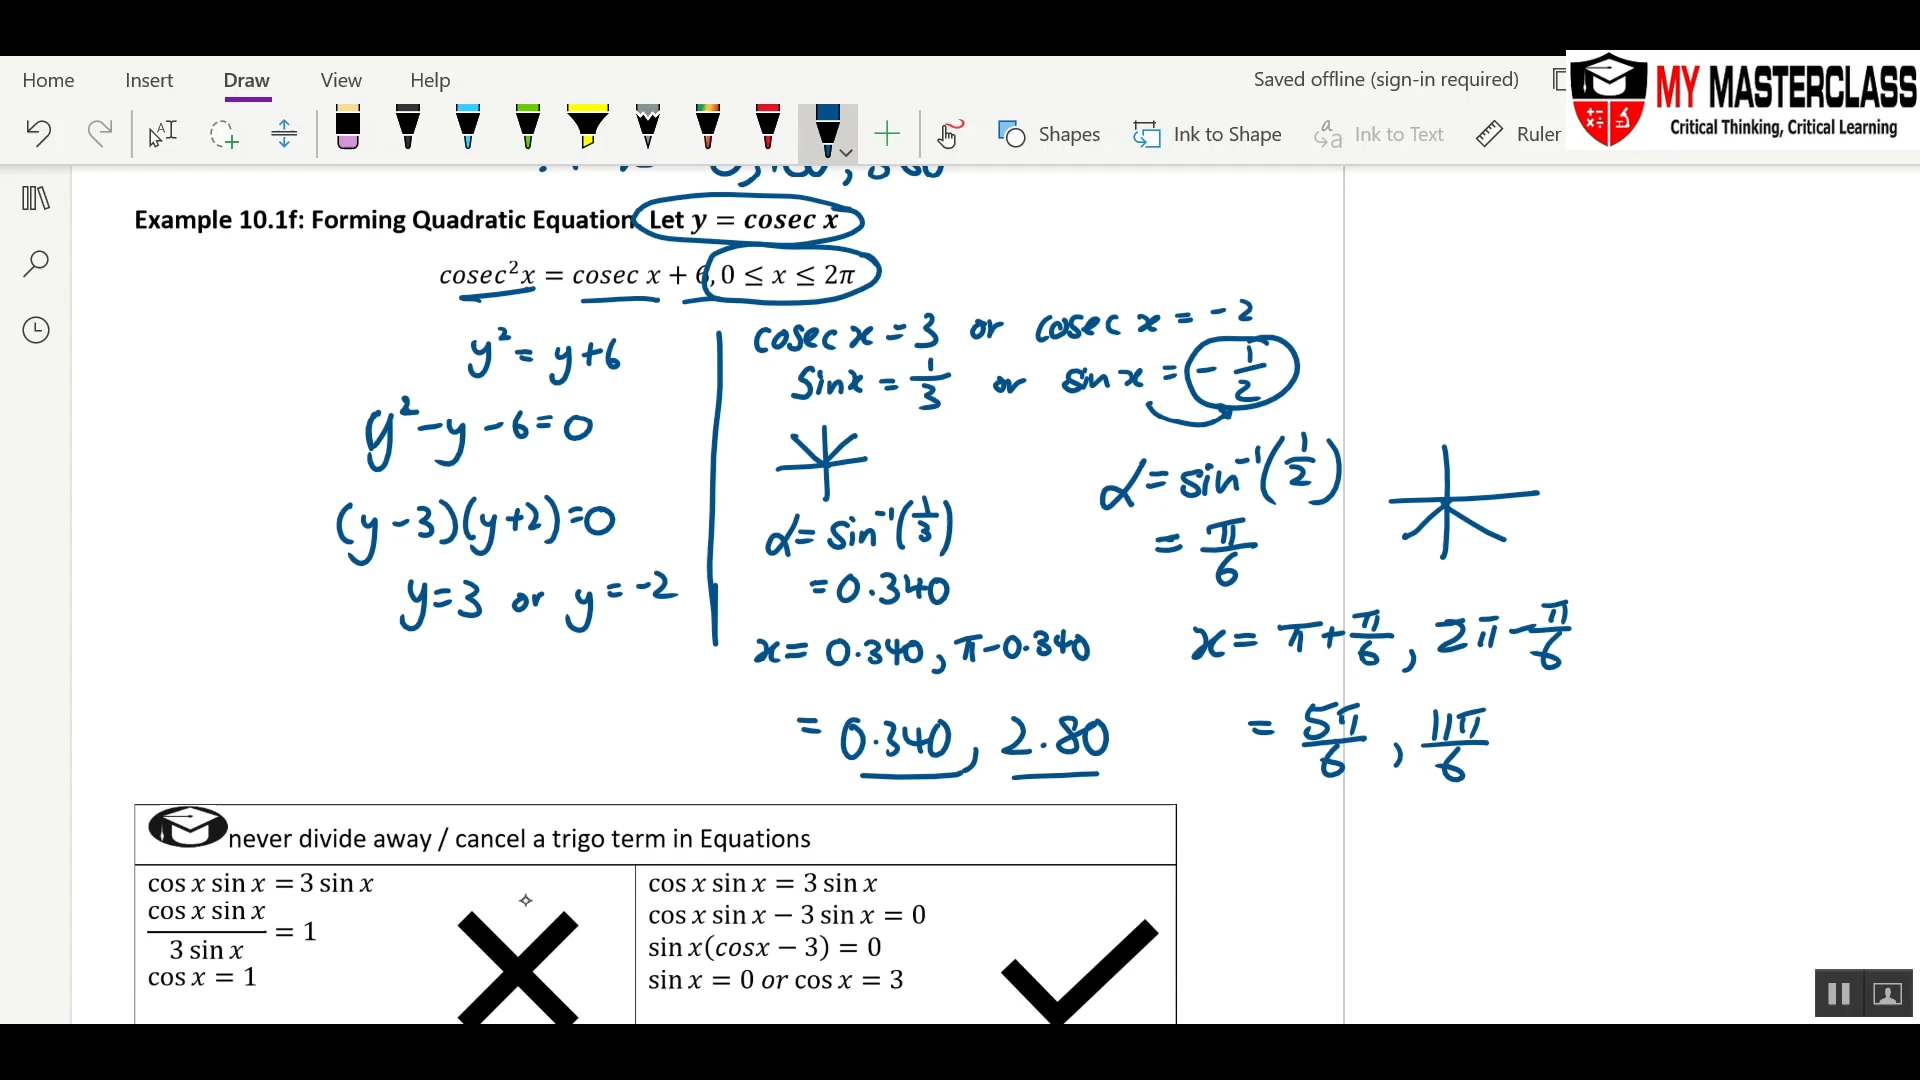 Home Insert Draw View Help Saved offline (sign-in required)
MY MASTERCLASS
Critical Thinking, Critical Learning
Shapes Ink to Shape Ink to Text Ruler
Example 10.1f: Forming Quadratic Equation Let y = cosec x
cosec²x = cosec x + 6, 0 ≤ x ≤ 2π
y² = y+6
y² - y - 6 = 0
(y-3)(y+2)=0
y=3 or y = -2
cosec x = 3 or cosec x = -2
sin x = 1/3 or sin x = -1/2
α = sin⁻¹(1/3)
= 0.340
x = 0.340, π-0.340
= 0.340, 2.80
α = sin⁻¹(1/2)
= π/6
x = π + π/6, 2π - π/6
= 5π/6, 11π/6
never divide away / cancel a trigo term in Equations
cos x sin x = 3 sin x
cos x sin x / 3 sin x = 1
cos x = 1
cos x sin x = 3 sin x
cos x sin x − 3 sin x = 0
sin x(cosx − 3) = 0
sin x = 0 or cos x = 3